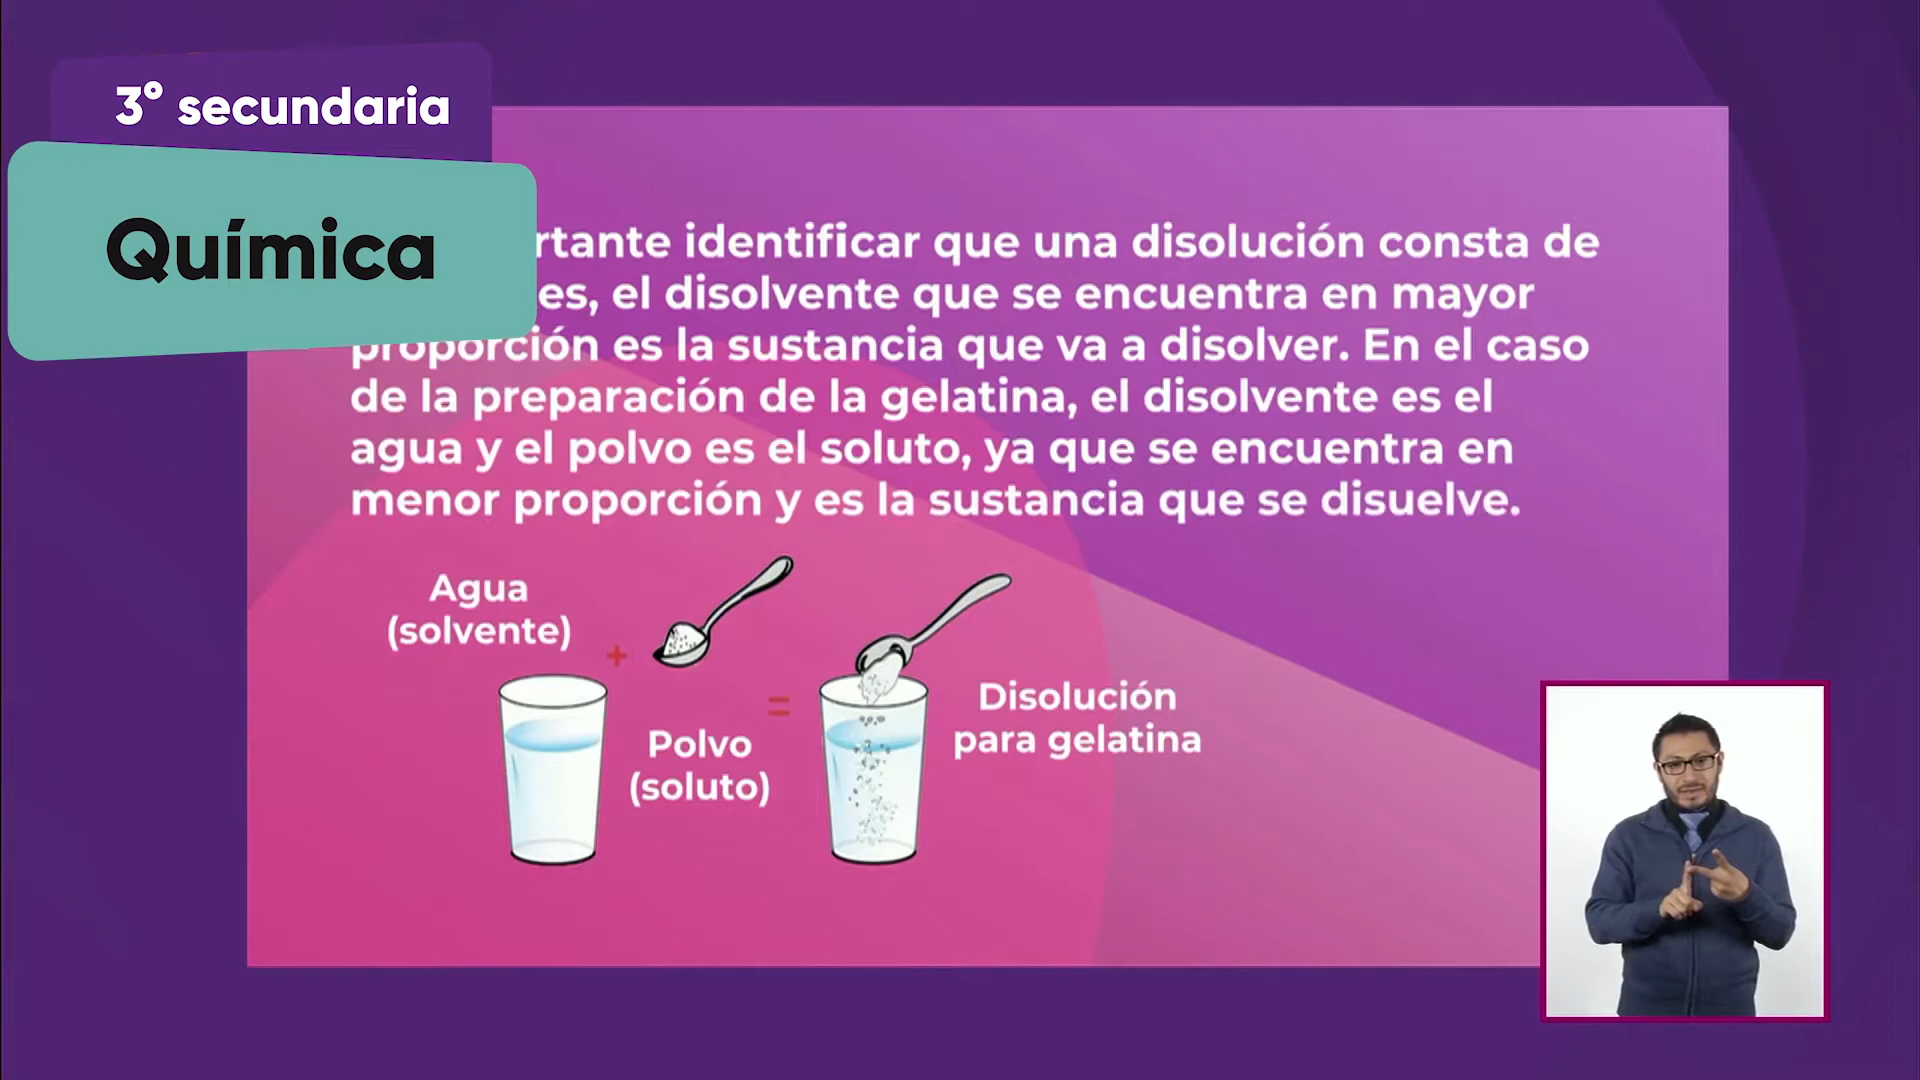 3° secundaria
Química
identificar que una disolución consta de
el disolvente que se encuentra en mayor
proporción es la sustancia que va a disolver. En el caso
de la preparación de la gelatina, el disolvente es el
agua y el polvo es el soluto, ya que se encuentra en
menor proporción y es la sustancia que se disuelve.
Agua
(solvente)
+
Polvo
(soluto)
=
Disolución
para gelatina